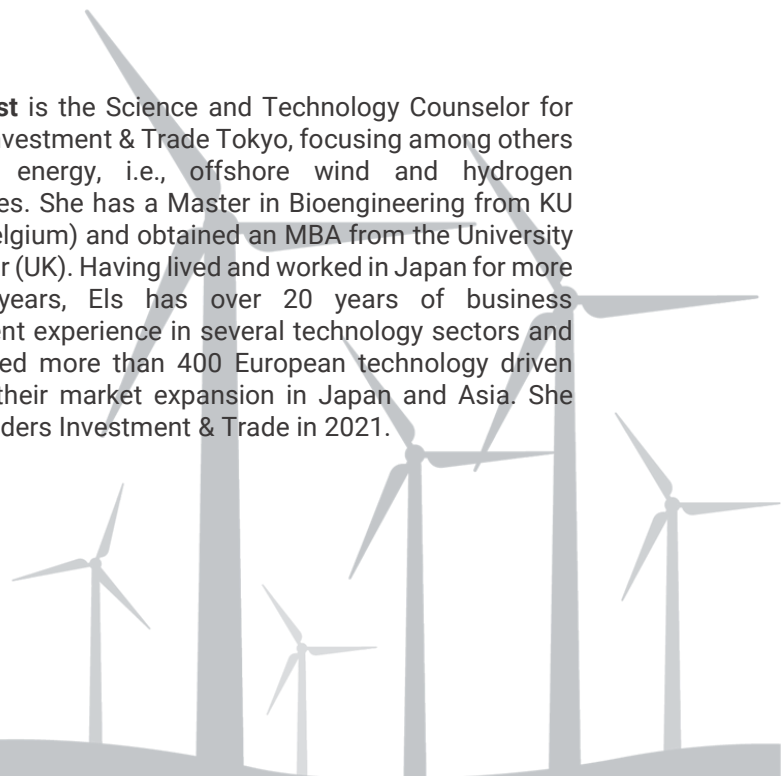 st is the Science and Technology Counselor for
vestment & Trade Tokyo, focusing among others
energy, i.e., offshore wind and hydrogen
es. She has a Master in Bioengineering from KU
elgium) and obtained an MBA from the University
r (UK). Having lived and worked in Japan for more
years, Els has over 20 years of business
ent experience in several technology sectors and
ed more than 400 European technology driven
their market expansion in Japan and Asia. She
ders Investment & Trade in 2021.